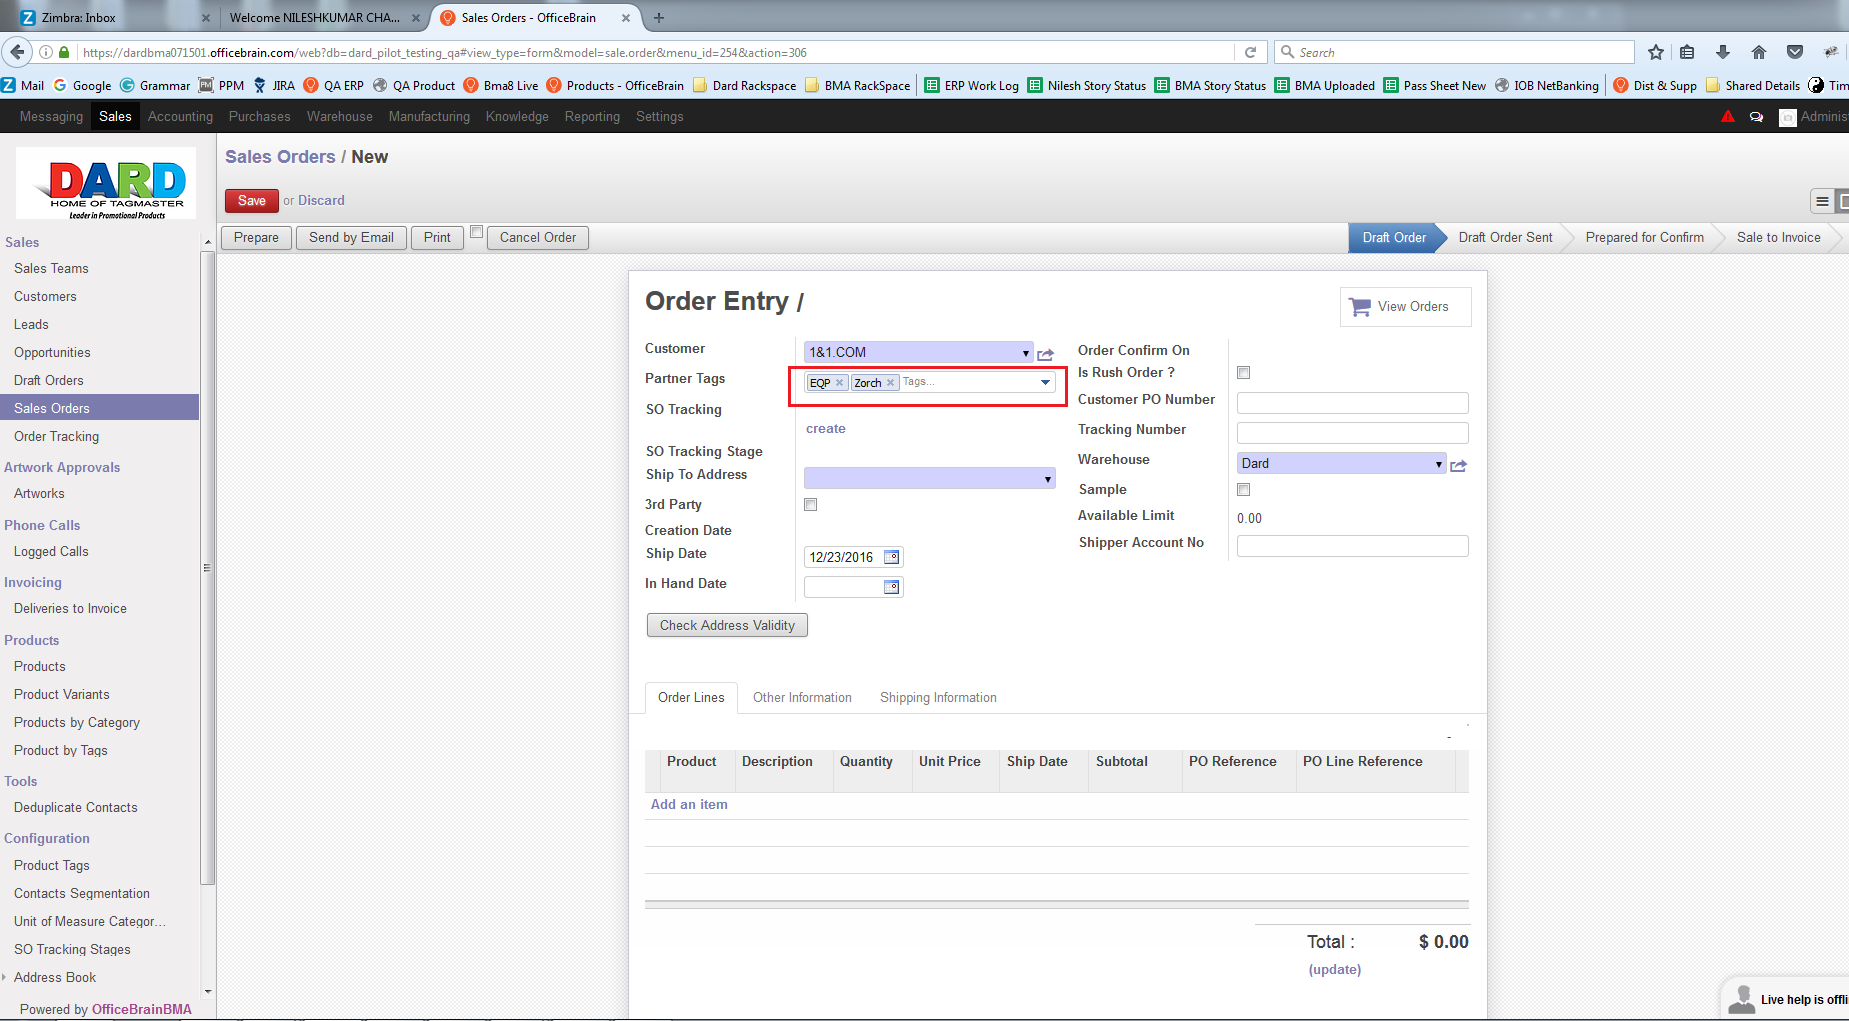 Zimbra: Inbox
Welcome NILESHKUMAR CHA...
Sales Orders - OfficeBrain
https://dardbma071501.officebrain.com/web?db=dard_pilot_testing_qa#view_type=form&model=sale.order&menu_id=254&action=306
Search
Mail Google Grammar PPM JIRA QA ERP QA Product Bma8 Live Products - OfficeBrain Dard Rackspace BMA RackSpace ERP Work Log Nilesh Story Status BMA Story Status BMA Uploaded Pass Sheet New IOB NetBanking Dist & Supp Shared Details Tim
Messaging Sales Accounting Purchases Warehouse Manufacturing Knowledge Reporting Settings Adminis
DARD
HOME OF TAGMASTER
Leader in Promotional Products
Sales
Sales Teams
Customers
Leads
Opportunities
Draft Orders
Sales Orders
Order Tracking
Artwork Approvals
Artworks
Phone Calls
Logged Calls
Invoicing
Deliveries to Invoice
Products
Products
Product Variants
Products by Category
Product by Tags
Tools
Deduplicate Contacts
Configuration
Product Tags
Contacts Segmentation
Unit of Measure Categor...
SO Tracking Stages
Address Book
Powered by OfficeBrainBMA
Sales Orders / New
Save or Discard
Prepare Send by Email Print Cancel Order
Draft Order Draft Order Sent Prepared for Confirm Sale to Invoice
Order Entry /
View Orders
Customer 1&1.COM
Partner Tags EQP Zorch Tags...
SO Tracking
create
SO Tracking Stage
Ship To Address
3rd Party
Creation Date
Ship Date 12/23/2016
In Hand Date
Check Address Validity
Order Confirm On
Is Rush Order ?
Customer PO Number
Tracking Number
Warehouse Dard
Sample
Available Limit 0.00
Shipper Account No
Order Lines Other Information Shipping Information
Product Description Quantity Unit Price Ship Date Subtotal PO Reference PO Line Reference
Add an item
Total : $ 0.00
(update)
Live help is offli